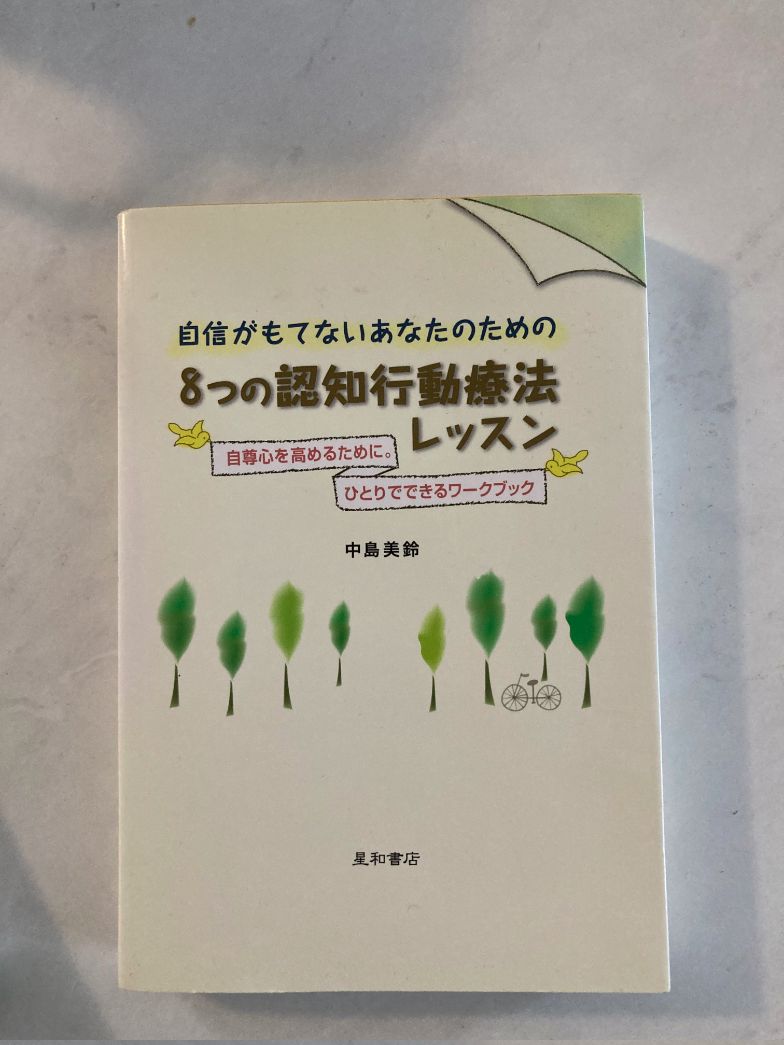 自信がもてないあなたのための
8つの認知行動療法
レッスン
自尊心を高めるために。
ひとりでできるワークブック
中島美鈴
星和書店